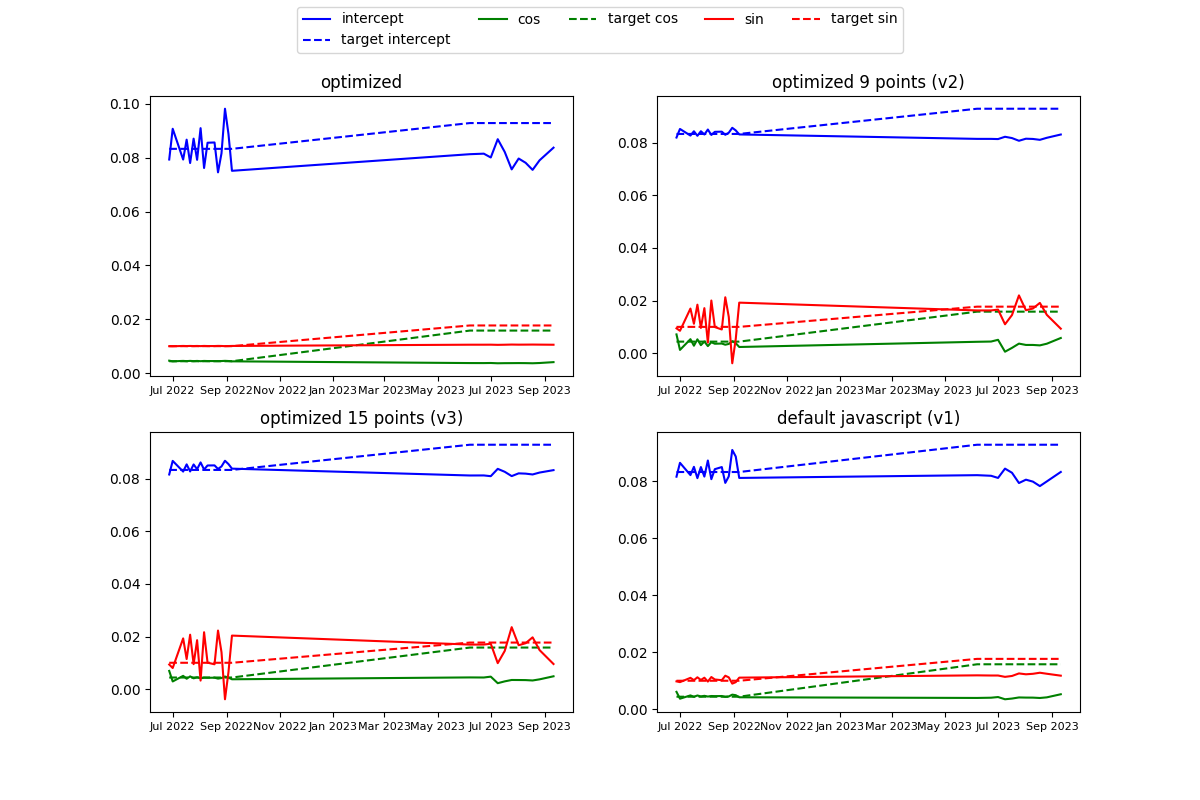 intercept cos target cos sin target sin
target intercept
optimized
0.10
0.08
0.06
0.04
0.02
0.00
Jul 2022 Sep 2022 Nov 2022 Jan 2023 Mar 2023 May 2023 Jul 2023 Sep 2023
optimized 9 points (v2)
0.08
0.06
0.04
0.02
0.00
Jul 2022 Sep 2022 Nov 2022 Jan 2023 Mar 2023 May 2023 Jul 2023 Sep 2023
optimized 15 points (v3)
0.08
0.06
0.04
0.02
0.00
Jul 2022 Sep 2022 Nov 2022 Jan 2023 Mar 2023 May 2023 Jul 2023 Sep 2023
default javascript (v1)
0.08
0.06
0.04
0.02
0.00
Jul 2022 Sep 2022 Nov 2022 Jan 2023 Mar 2023 May 2023 Jul 2023 Sep 2023